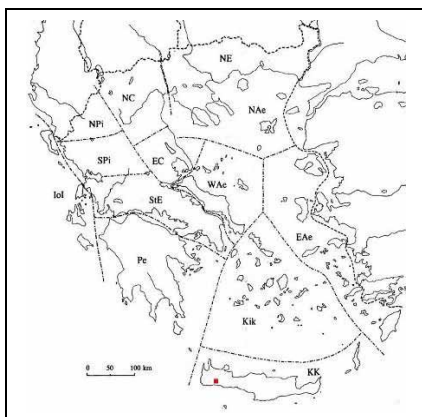 NE
NC
NAe
NPi
SPi
EC
WAe
IoI
StE
EAe
Pe
Kik
0 50 100 km
KK